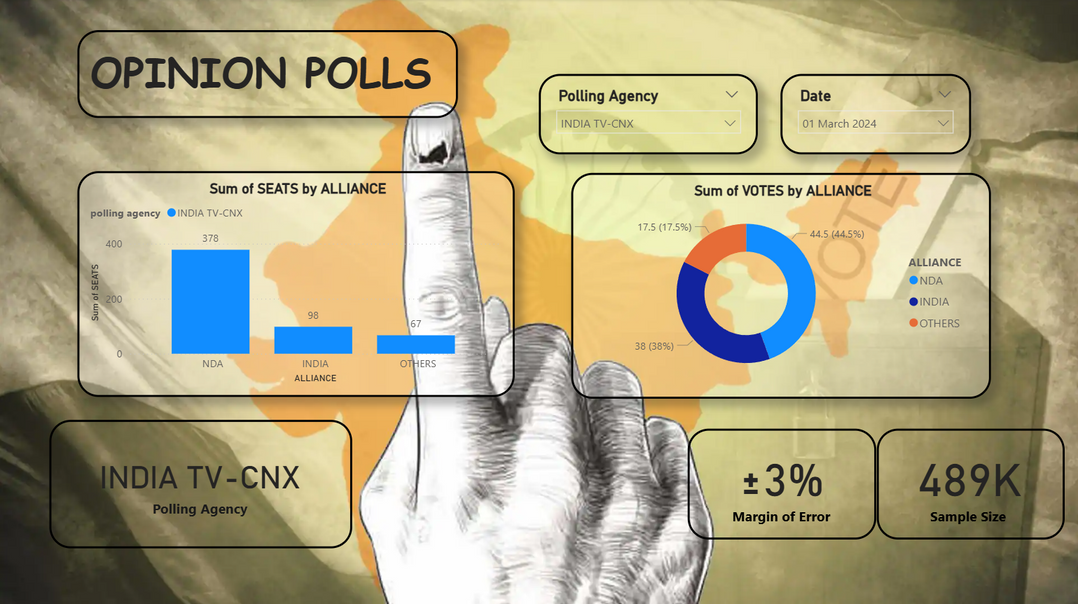 OPINION POLLS
Polling Agency
INDIA TV-CNX
Date
01 March 2024
Sum of SEATS by ALLIANCE
polling agency INDIA TV-CNX
400
200
0
Sum of SEATS
378
98
67
NDA
INDIA
OTHERS
ALLIANCE
Sum of VOTES by ALLIANCE
17.5 (17.5%)
44.5 (44.5%)
38 (38%)
ALLIANCE
NDA
INDIA
OTHERS
VOTE
INDIA TV-CNX
Polling Agency
±3%
Margin of Error
489K
Sample Size